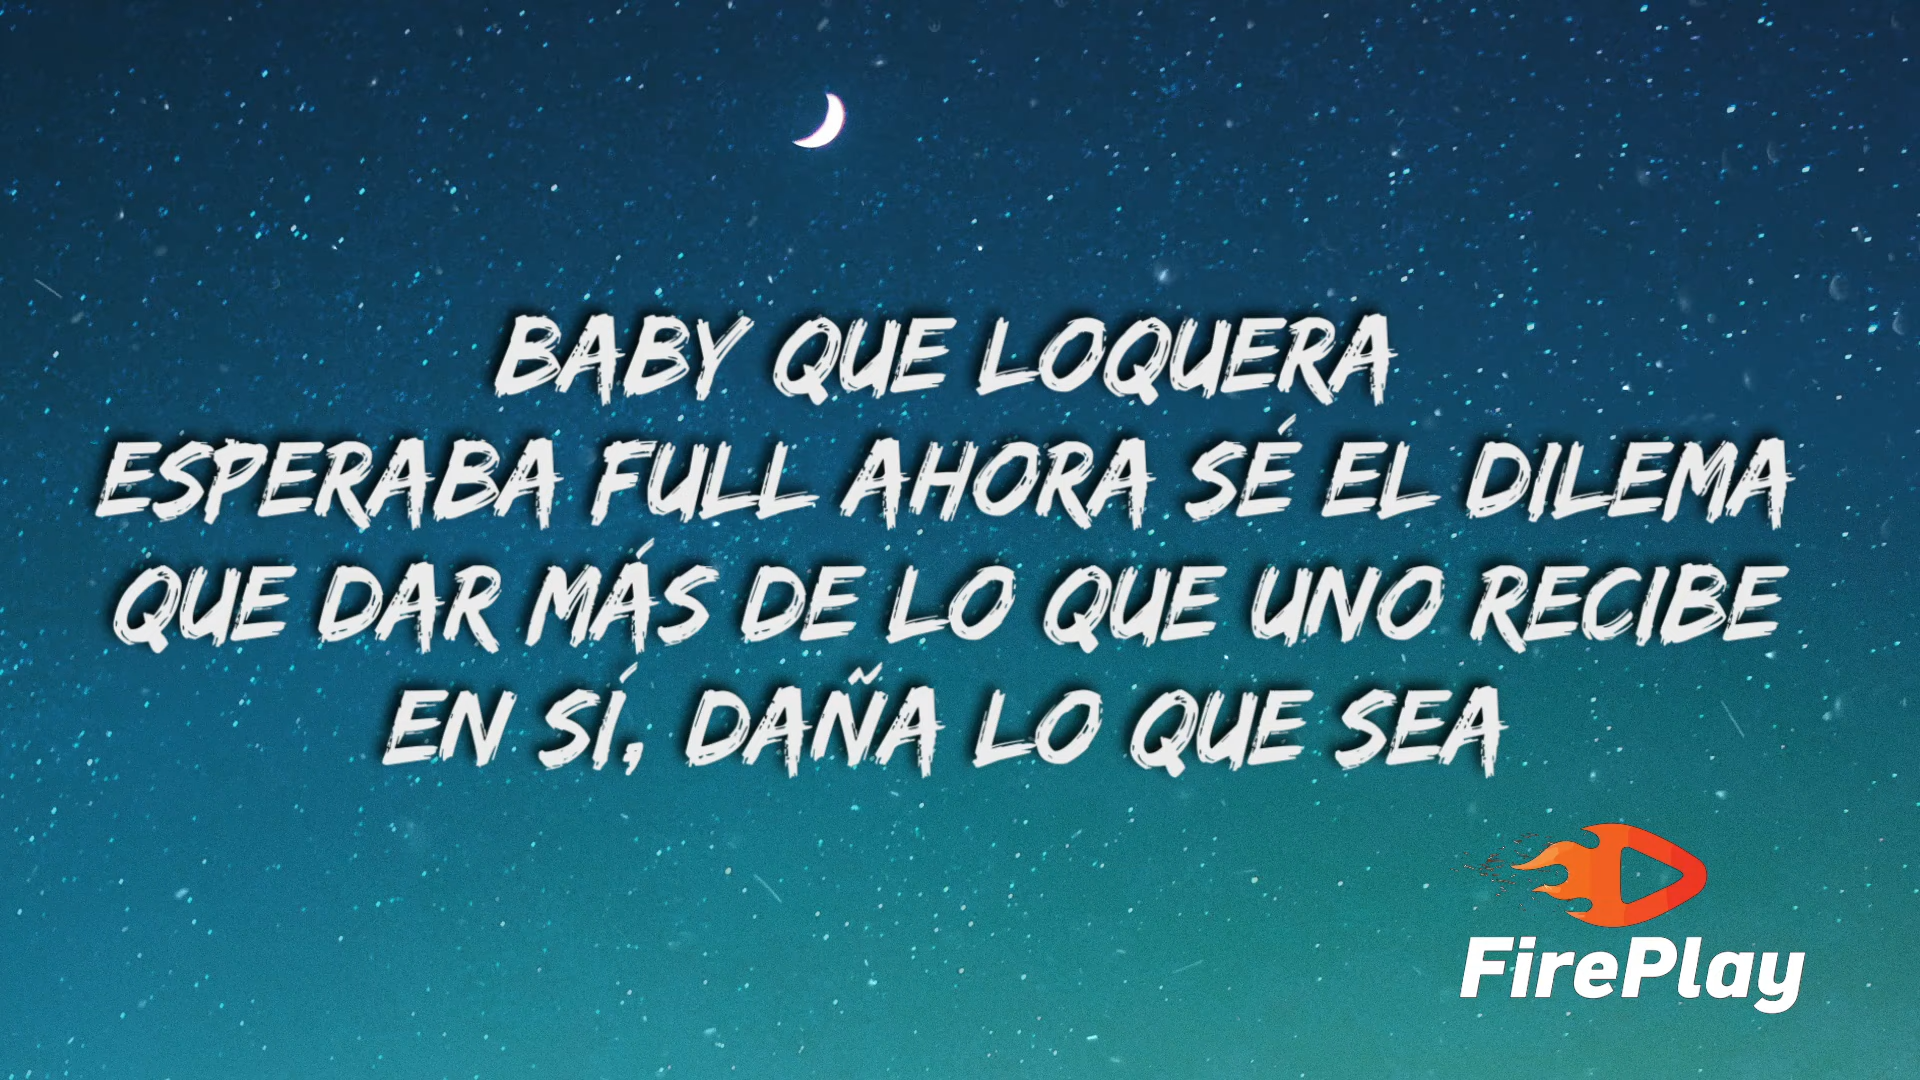 BABY QUE LOQUERA
ESPERABA FULL AHORA SÉ EL DILEMA
QUE DAR MÁS DE LO QUE UNO RECIBE
EN SÍ, DAÑA LO QUE SEA
FirePlay